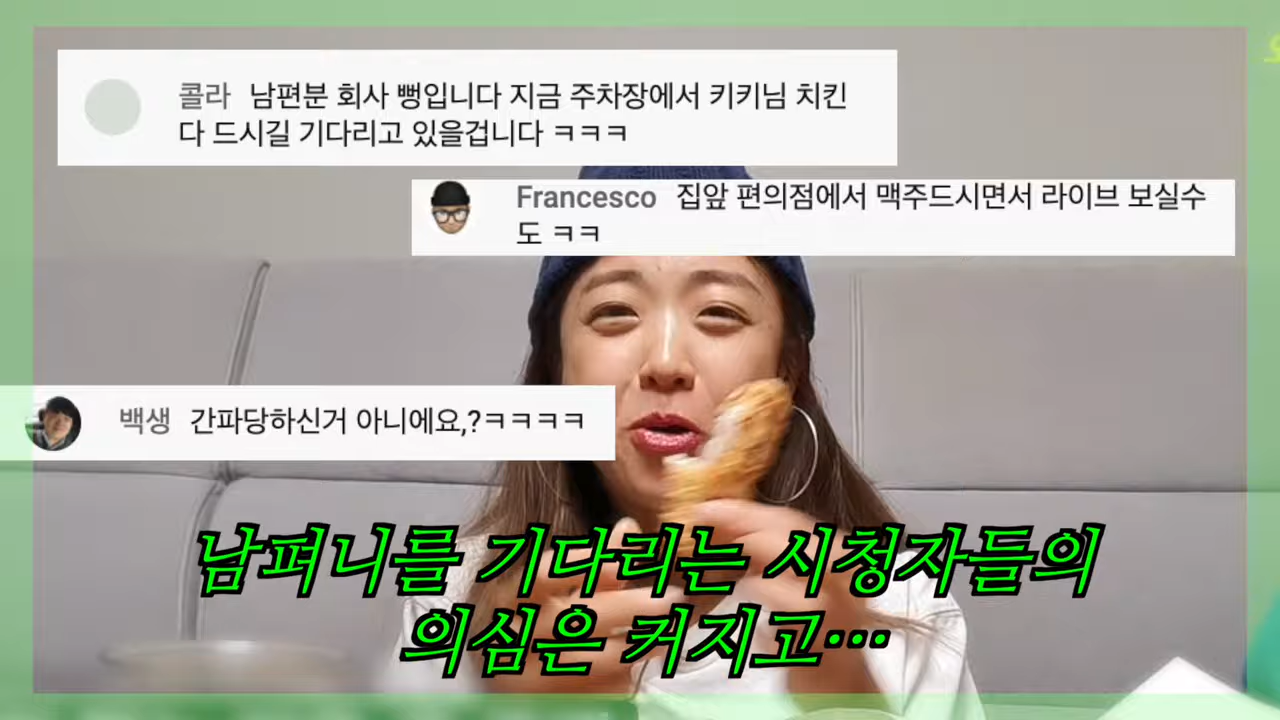 콜라 남편분 회사 뻥입니다 지금 주차장에서 키키님 치킨
다 드시길 기다리고 있을겁니다 ㅋㅋㅋ
Francesco 집앞 편의점에서 맥주드시면서 라이브 보실수
도 ㅋㅋ
백생 간파당하신거 아니에요,?ㅋㅋㅋㅋ
남펴니를 기다리는 시청자들의
의심은 커지고…